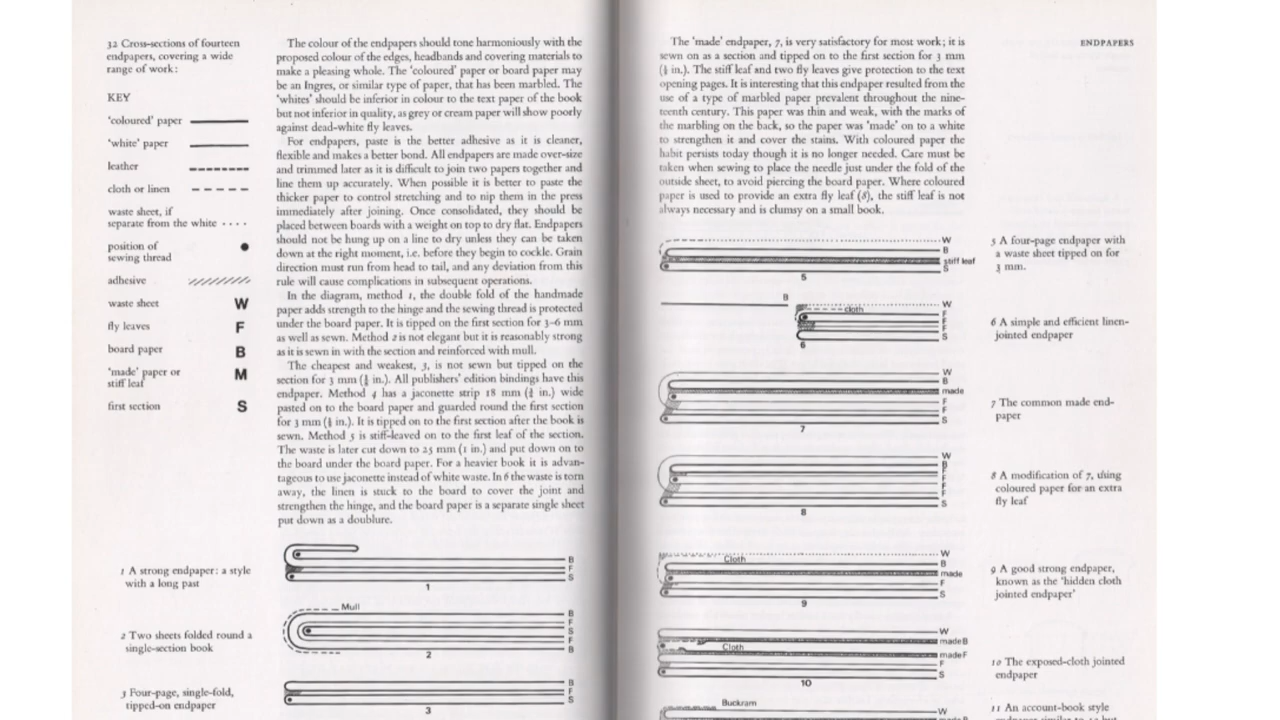 32 Cross-sections of fourteen
endpapers, covering a wide
range of work:
KEY
'coloured' paper
'white' paper
leather
cloth or linen
waste sheet, if
separate from the white
position of
sewing thread
adhesive
waste sheet W
fly leaves F
board paper B
'made' paper or
stiff leaf M
first section S
The colour of the endpapers should tone harmoniously with the
proposed colour of the edges, headbands and covering materials to
make a pleasing whole. The 'coloured' paper or board paper may
be an Ingres, or similar type of paper, that has been marbled. The
'whites' should be inferior in colour to the text paper of the book
but not inferior in quality, as grey or cream paper will show poorly
against dead-white fly leaves.
For endpapers, paste is the better adhesive as it is cleaner,
flexible and makes a better bond. All endpapers are made over-size
and trimmed later as it is difficult to join two papers together and
line them up accurately. When possible it is better to paste the
thicker paper to control stretching and to nip them in the press
immediately after joining. Once consolidated, they should be
placed between boards with a weight on top to dry flat. Endpapers
should not be hung up on a line to dry unless they can be taken
down at the right moment, i.e. before they begin to cockle. Grain
direction must run from head to tail, and any deviation from this
rule will cause complications in subsequent operations.
In the diagram, method 1, the double fold of the handmade
paper adds strength to the hinge and the sewing thread is protected
under the board paper. It is tipped on the first section for 3–6 mm
as well as sewn. Method 2 is not elegant but it is reasonably strong
as it is sewn in with the section and reinforced with mull.
The cheapest and weakest, 3, is not sewn but tipped on the
section for 3 mm (⅛ in.). All publishers' edition bindings have this
endpaper. Method 4 has a jaconette strip 18 mm (¾ in.) wide
pasted on to the board paper and guarded round the first section
for 3 mm (⅛ in.). It is tipped on to the first section after the book is
sewn. Method 5 is stiff-leaved on to the first leaf of the section.
The waste is later cut down to 25 mm (1 in.) and put down on to
the board under the board paper. For a heavier book it is advan-
tageous to use jaconette instead of white waste. In 6 the waste is torn
away, the linen is stuck to the board to cover the joint and
strengthen the hinge, and the board paper is a separate single sheet
put down as a doublure.
1 A strong endpaper: a style
with a long past
B
F
S
1
2 Two sheets folded round a
single-section book
Mull
B
F
S
F
B
2
3 Four-page, single-fold,
tipped-on endpaper
B
F
S
3
ENDPAPERS
The 'made' endpaper, 7, is very satisfactory for most work; it is
sewn on as a section and tipped on to the first section for 3 mm
(⅛ in.). The stiff leaf and two fly leaves give protection to the text
opening pages. It is interesting that this endpaper resulted from the
use of a type of marbled paper prevalent throughout the nine-
teenth century. This paper was thin and weak, with the marks of
the marbling on the back, so the paper was 'made' on to a white
to strengthen it and cover the stains. With coloured paper the
habit persists today though it is no longer needed. Care must be
taken when sewing to place the needle just under the fold of the
outside sheet, to avoid piercing the board paper. Where coloured
paper is used to provide an extra fly leaf (8), the stiff leaf is not
always necessary and is clumsy on a small book.
W
B
stiff leaf
S
5
5 A four-page endpaper with
a waste sheet tipped on for
3 mm.
B
cloth
W
F
F
F
S
6
6 A simple and efficient linen-
jointed endpaper
W
B
made
F
F
S
7
7 The common made end-
paper
W
B
F
F
F
F
S
8
8 A modification of 7, using
coloured paper for an extra
fly leaf
Cloth
W
B
made
F
S
9
9 A good strong endpaper,
known as the 'hidden cloth
jointed endpaper'
W
made B
Cloth
made F
F
S
10
10 The exposed-cloth jointed
endpaper
Buckram
W
11 An account-book style